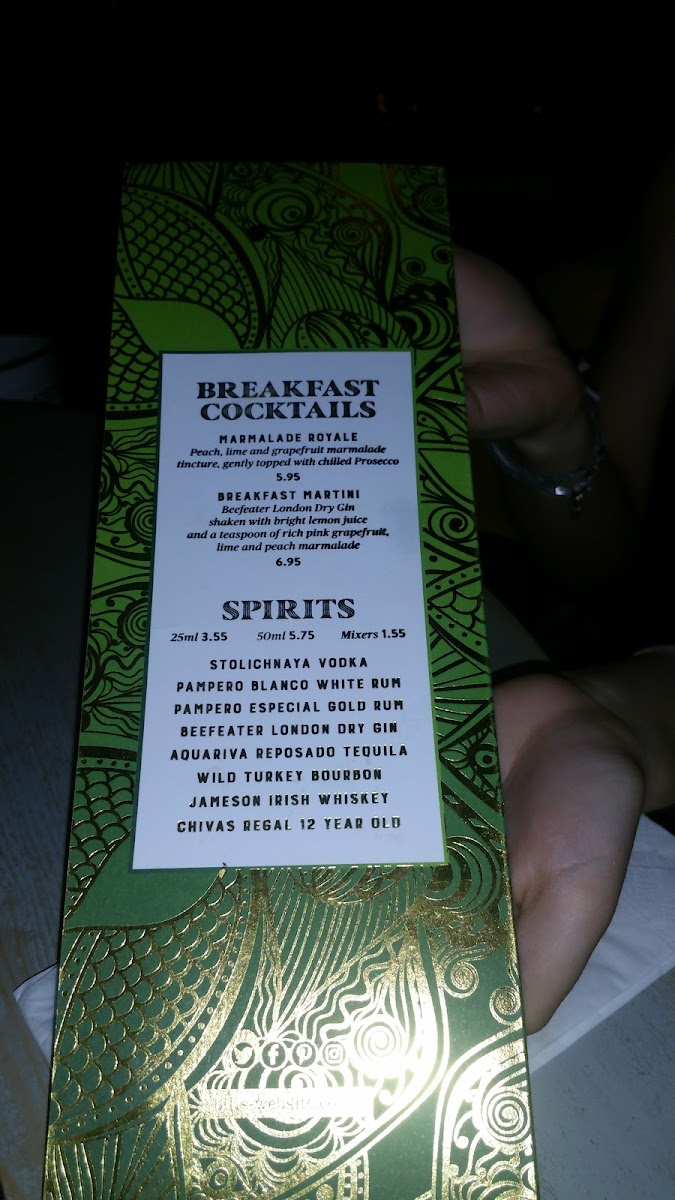 BREAKFAST
COCKTAILS
MARMALADE ROYALE
Peach, lime and grapefruit marmalade
tincture, gently topped with chilled Prosecco
5.95
BREAKFAST MARTINI
Beefeater London Dry Gin
shaken with bright lemon juice
and a teaspoon of rich pink grapefruit,
lime and peach marmalade
6.95
SPIRITS
25ml 3.55 50ml 5.75 Mixers 1.55
STOLICHNAYA VODKA
PAMPERO BLANCO WHITE RUM
PAMPERO ESPECIAL GOLD RUM
BEEFEATER LONDON DRY GIN
AQUARIVA REPOSADO TEQUILA
WILD TURKEY BOURBON
JAMESON IRISH WHISKEY
CHIVAS REGAL 12 YEAR OLD